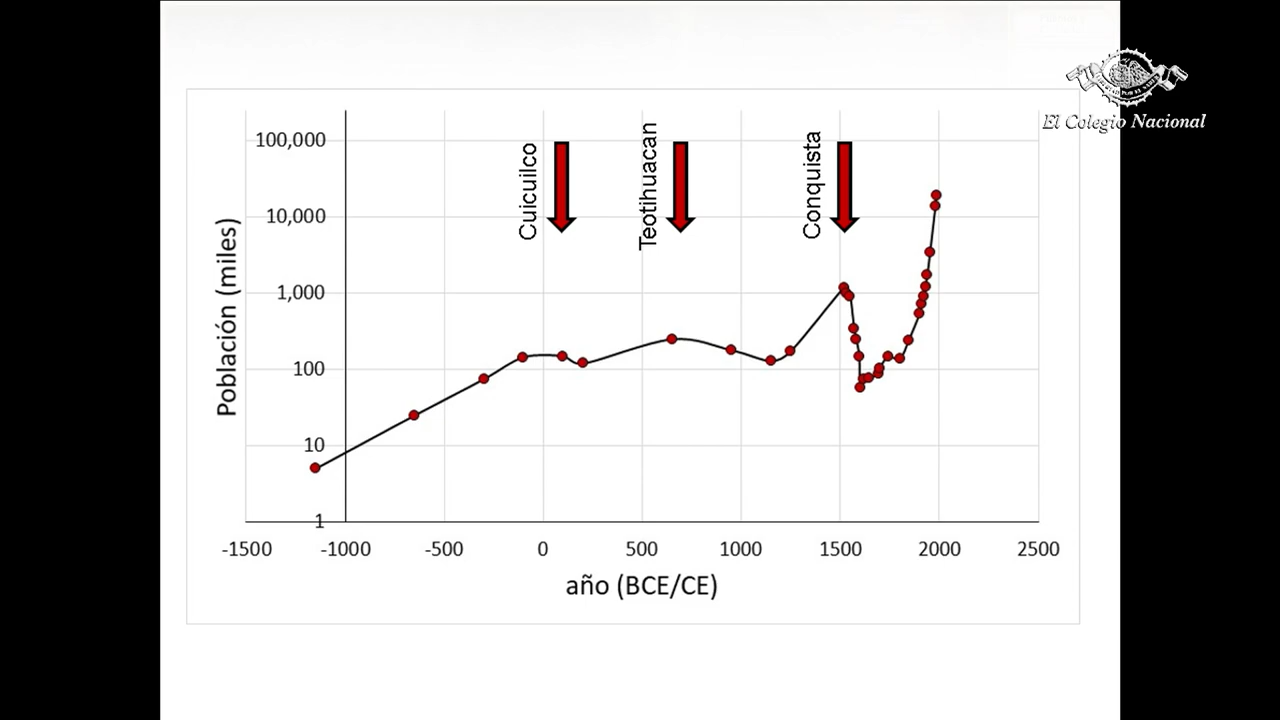 El Colegio Nacional
Cuicuilco
Teotihuacan
Conquista
Población (miles)
100,000
10,000
1,000
100
10
1
-1500 -1000 -500 0 500 1000 1500 2000 2500
año (BCE/CE)